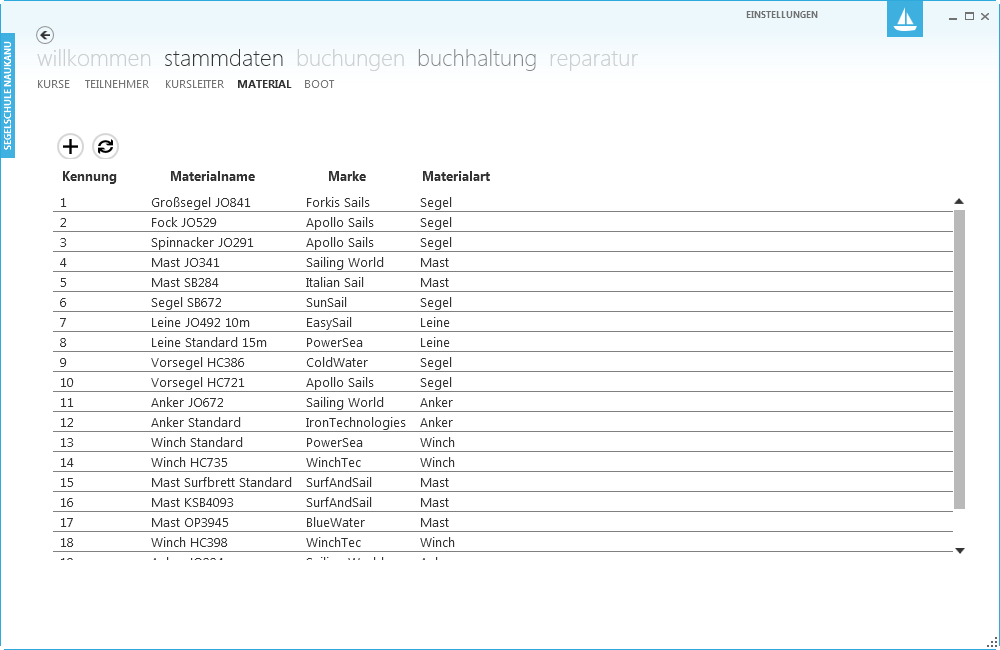 EINSTELLUNGEN
SEGELSCHULE NAUKANU
willkommen stammdaten buchungen buchhaltung reparatur
KURSE TEILNEHMER KURSLEITER MATERIAL BOOT
Kennung Materialname Marke Materialart
1 Großsegel JO841 Forkis Sails Segel
2 Fock JO529 Apollo Sails Segel
3 Spinnacker JO291 Apollo Sails Segel
4 Mast JO341 Sailing World Mast
5 Mast SB284 Italian Sail Mast
6 Segel SB672 SunSail Segel
7 Leine JO492 10m EasySail Leine
8 Leine Standard 15m PowerSea Leine
9 Vorsegel HC386 ColdWater Segel
10 Vorsegel HC721 Apollo Sails Segel
11 Anker JO672 Sailing World Anker
12 Anker Standard IronTechnologies Anker
13 Winch Standard PowerSea Winch
14 Winch HC735 WinchTec Winch
15 Mast Surfbrett Standard SurfAndSail Mast
16 Mast KSB4093 SurfAndSail Mast
17 Mast OP3945 BlueWater Mast
18 Winch HC398 WinchTec Winch